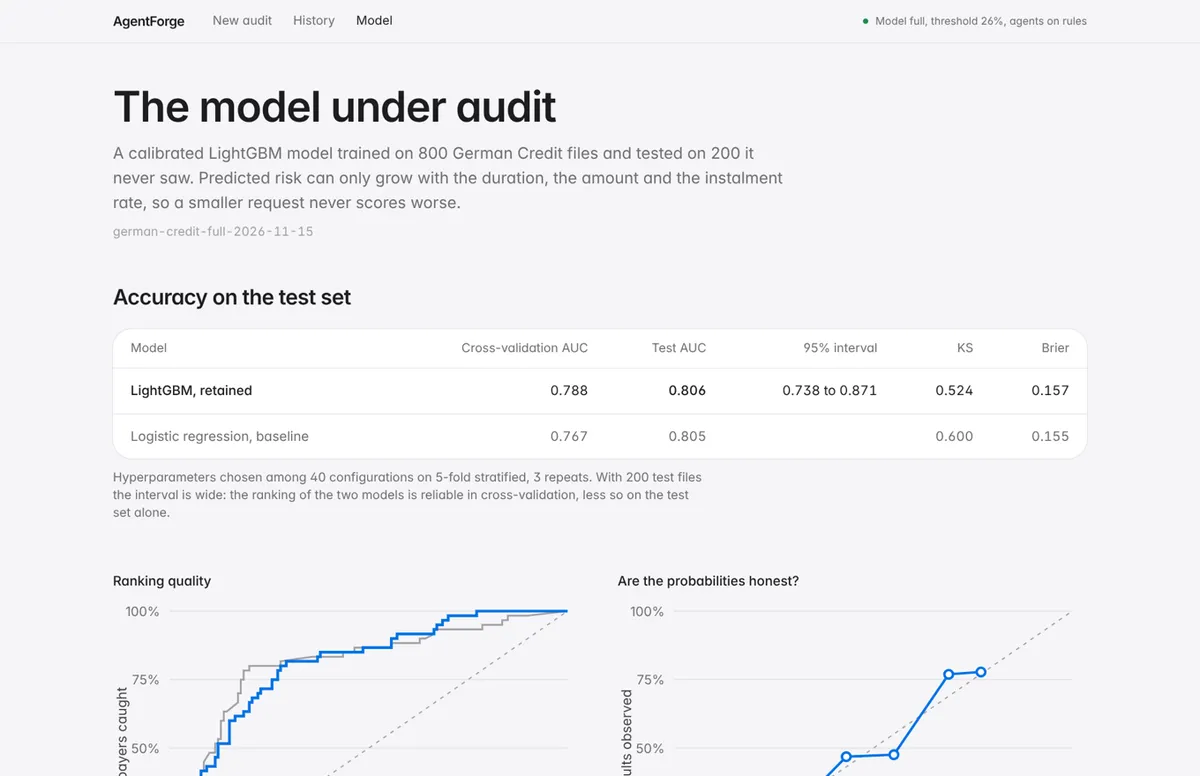 AgentForge New audit History Model
Model full, threshold 26%, agents on rules
The model under audit
A calibrated LightGBM model trained on 800 German Credit files and tested on 200 it
never saw. Predicted risk can only grow with the duration, the amount and the instalment
rate, so a smaller request never scores worse.
german-credit-full-2026-11-15
Accuracy on the test set
Model Cross-validation AUC Test AUC 95% interval KS Brier
LightGBM, retained 0.788 0.806 0.738 to 0.871 0.524 0.157
Logistic regression, baseline 0.767 0.805 0.600 0.155
Hyperparameters chosen among 40 configurations on 5-fold stratified, 3 repeats. With 200 test files
the interval is wide: the ranking of the two models is reliable in cross-validation, less so on the test
set alone.
Ranking quality
100%
75%
50%
caught
Are the probabilities honest?
100%
75%
50%
observed